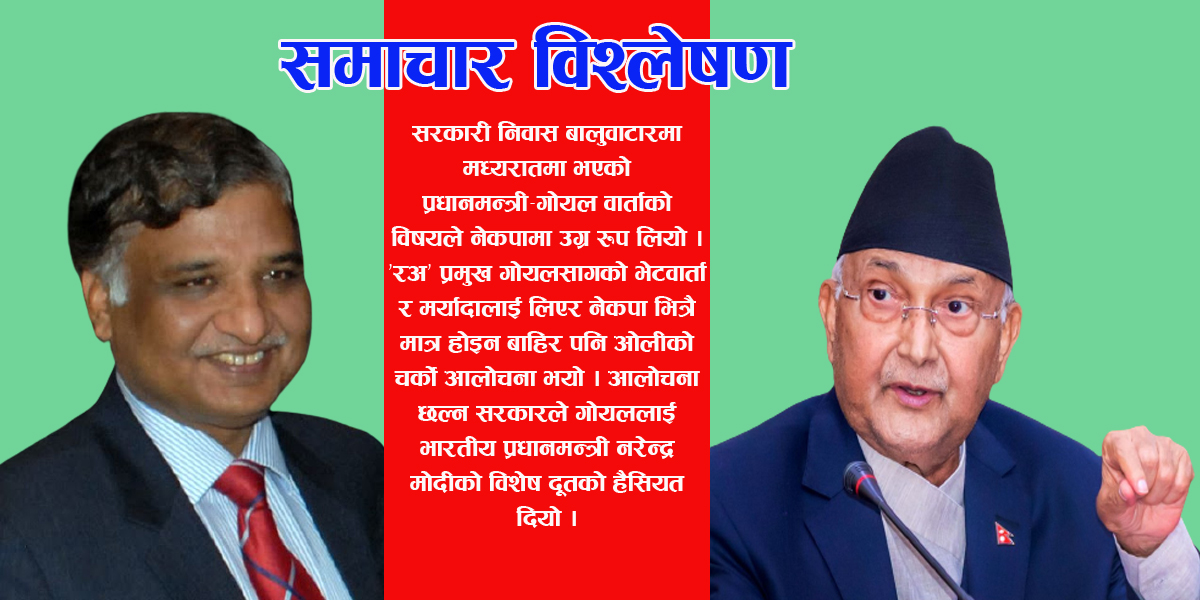 समाचार विश्लेषण
सरकारी निवास बालुवाटारमा
मध्यरातमा भएको
प्रधानमन्त्री-गोयल वार्ताको
विषयले नेकपामा उग्र रुप लियो ।
'रअ' प्रमुख गोयलसागको भेटवार्ता
र मर्यादालाई लिएर नेकपा भित्रै
मात्र होइन बाहिर पनि ओलीको
चर्को आलोचना भयो । आलोचना
छल्न सरकारले गोयललाई
भारतीय प्रधानमन्त्री नरेन्द्र
मोदीको विशेष दूतको हैसियत
दियो ।